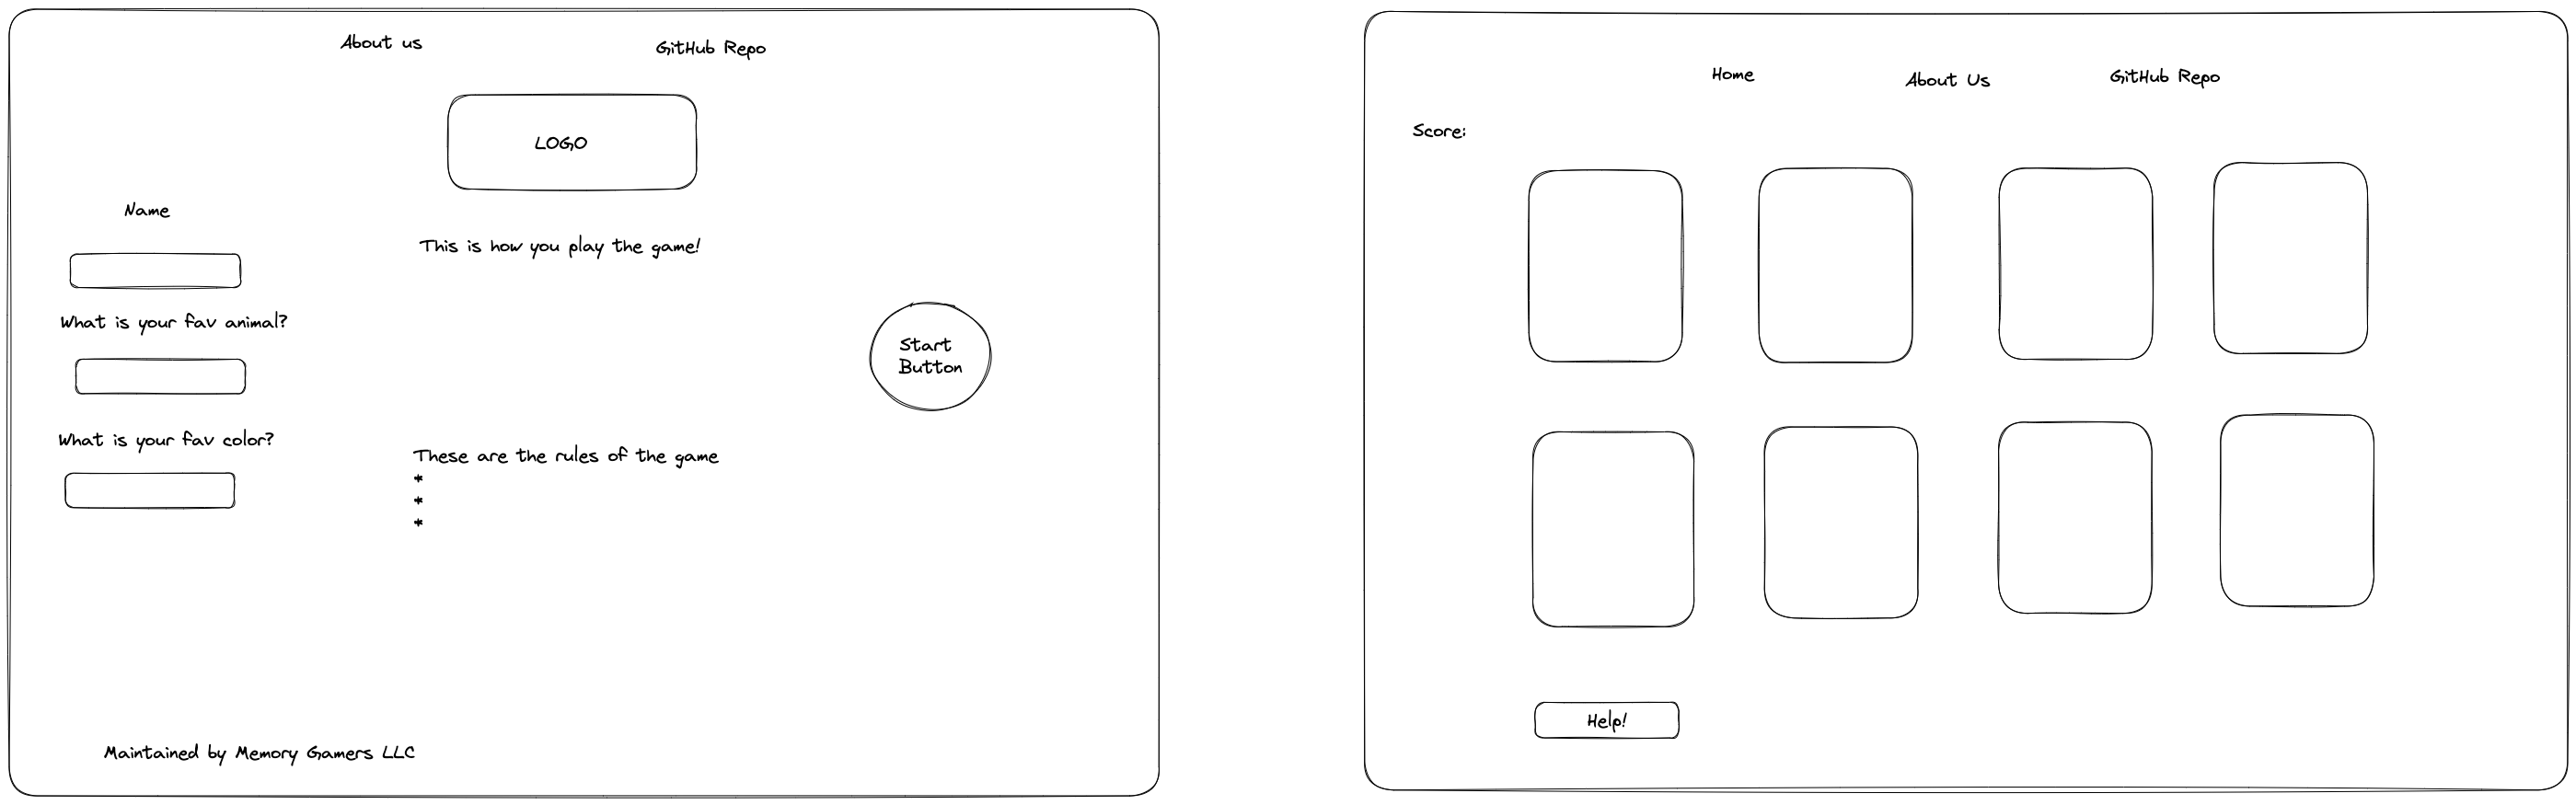 About us
GitHub Repo
LOGO
Name
This is how you play the game!
What is your fav animal?
Start
Button
What is your fav color?
These are the rules of the game
*
*
*
Maintained by Memory Gamers LLC
Home
About Us
GitHub Repo
Score:
Help!